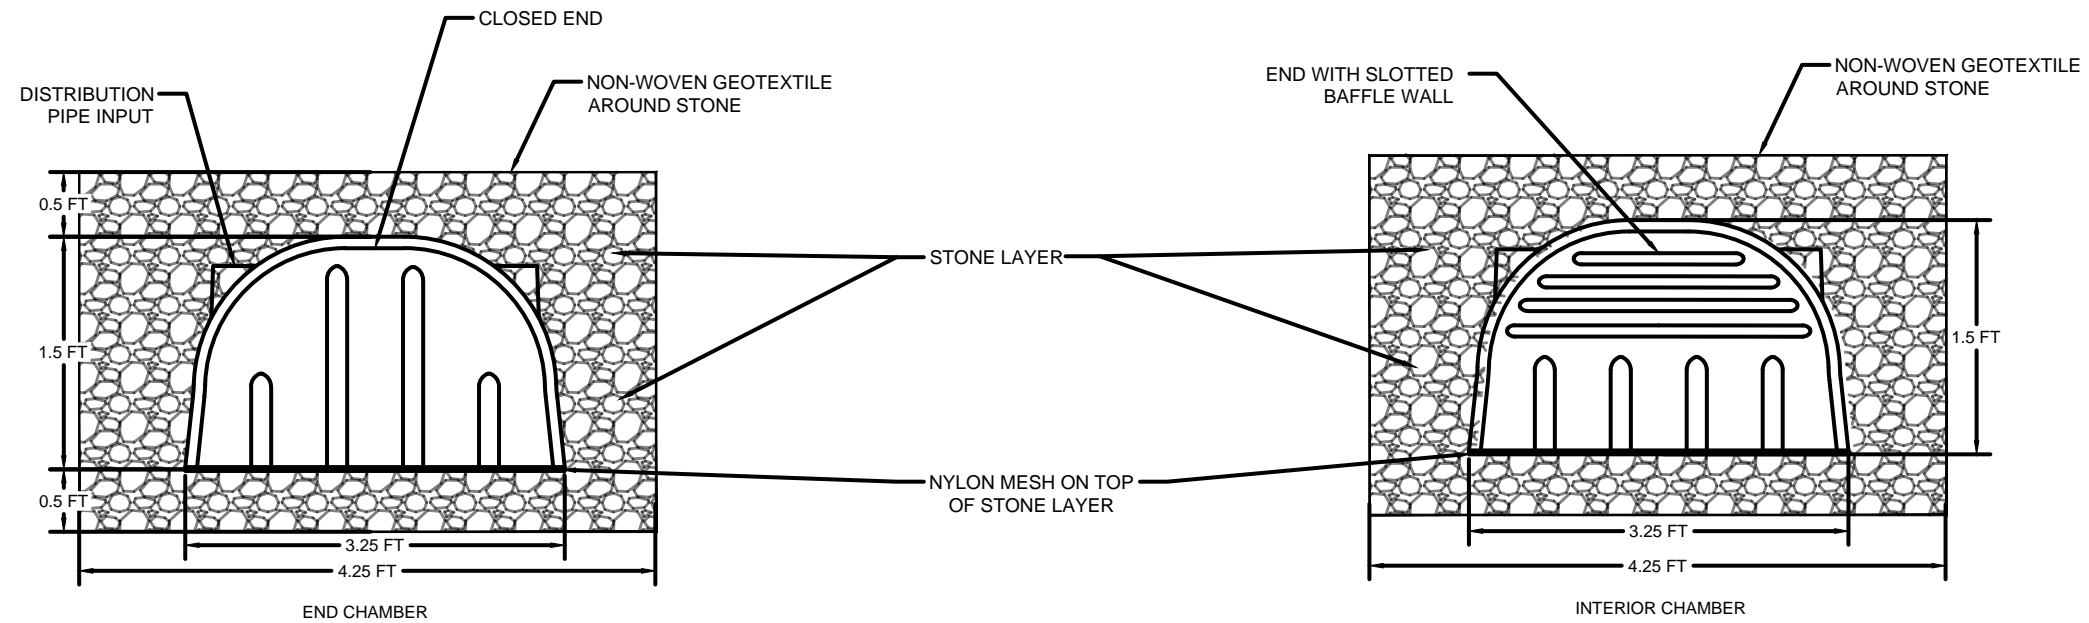 CLOSED END
NON-WOVEN GEOTEXTILE
AROUND STONE
DISTRIBUTION
PIPE INPUT
0.5 FT
1.5 FT
0.5 FT
3.25 FT
4.25 FT
END CHAMBER
STONE LAYER
NYLON MESH ON TOP
OF STONE LAYER
END WITH SLOTTED
BAFFLE WALL
NON-WOVEN GEOTEXTILE
AROUND STONE
1.5 FT
3.25 FT
4.25 FT
INTERIOR CHAMBER